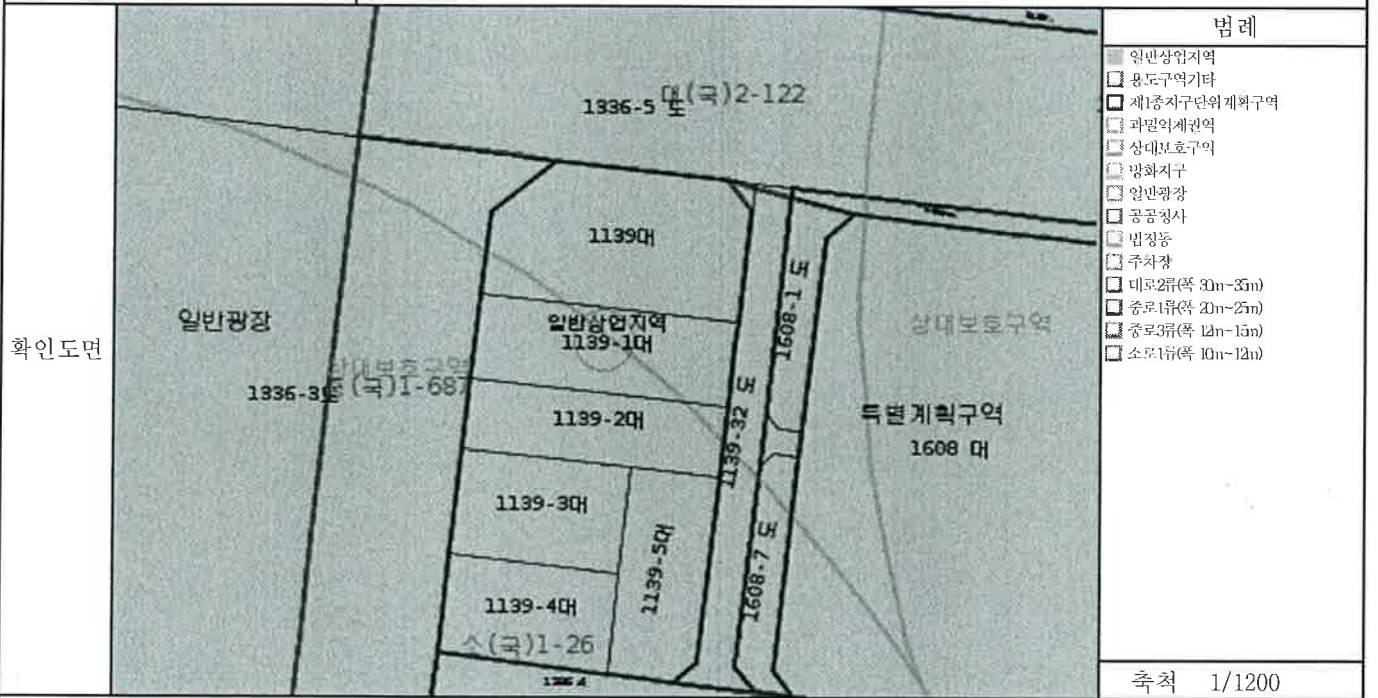 확인도면
대(국)2-122
1336-5 도
1139대
일반광장
일반상업지역
1139-1대
상대보호구역
1336-3
(국)1-687
1139-2대
1139-3대
1139-4대
1139-5대
소(국)1-26
1139-32
1608-1
1608-7
상대보호구역
특별계획구역
1608 대
범례
일반상업지역
용도구역기타
제1종지구단위계획구역
과밀억제권역
상대보호구역
방화지구
일반광장
공공청사
법정동
주차장
대로2류(폭 30m~35m)
중로1류(폭 20m~25m)
중로3류(폭 12m~15m)
소로1류(폭 10m~12m)
축척 1/1200